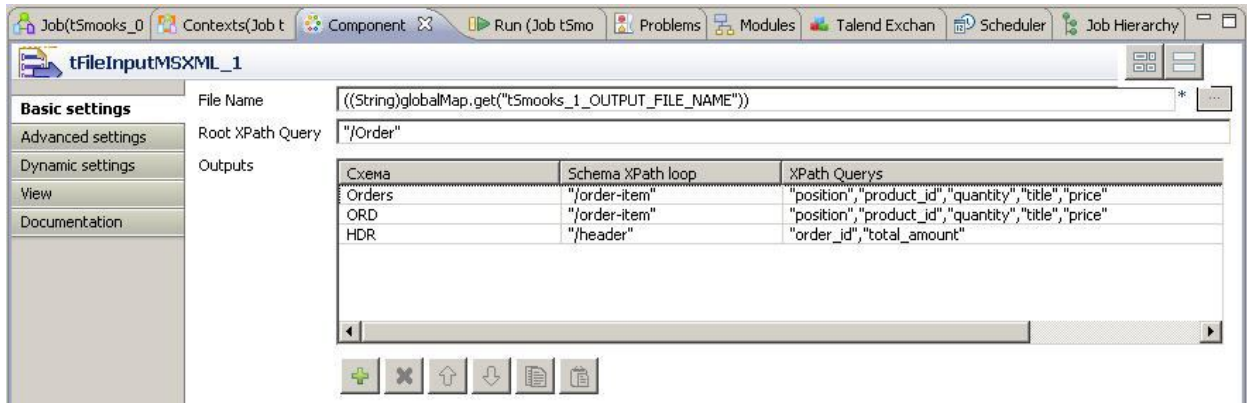 Job(tSmooks_0 Contexts(Job t Component Run (Job tSmo Problems Modules Talend Exchan Scheduler Job Hierarchy
tFileInputMSXML_1
Basic settings
Advanced settings
Dynamic settings
View
Documentation
File Name ((String)globalMap.get("tSmooks_1_OUTPUT_FILE_NAME")) * ...
Root XPath Query "/Order"
Outputs
Схема Schema XPath loop XPath Querys
Orders "/order-item" "position","product_id","quantity","title","price"
ORD "/order-item" "position","product_id","quantity","title","price"
HDR "/header" "order_id","total_amount"